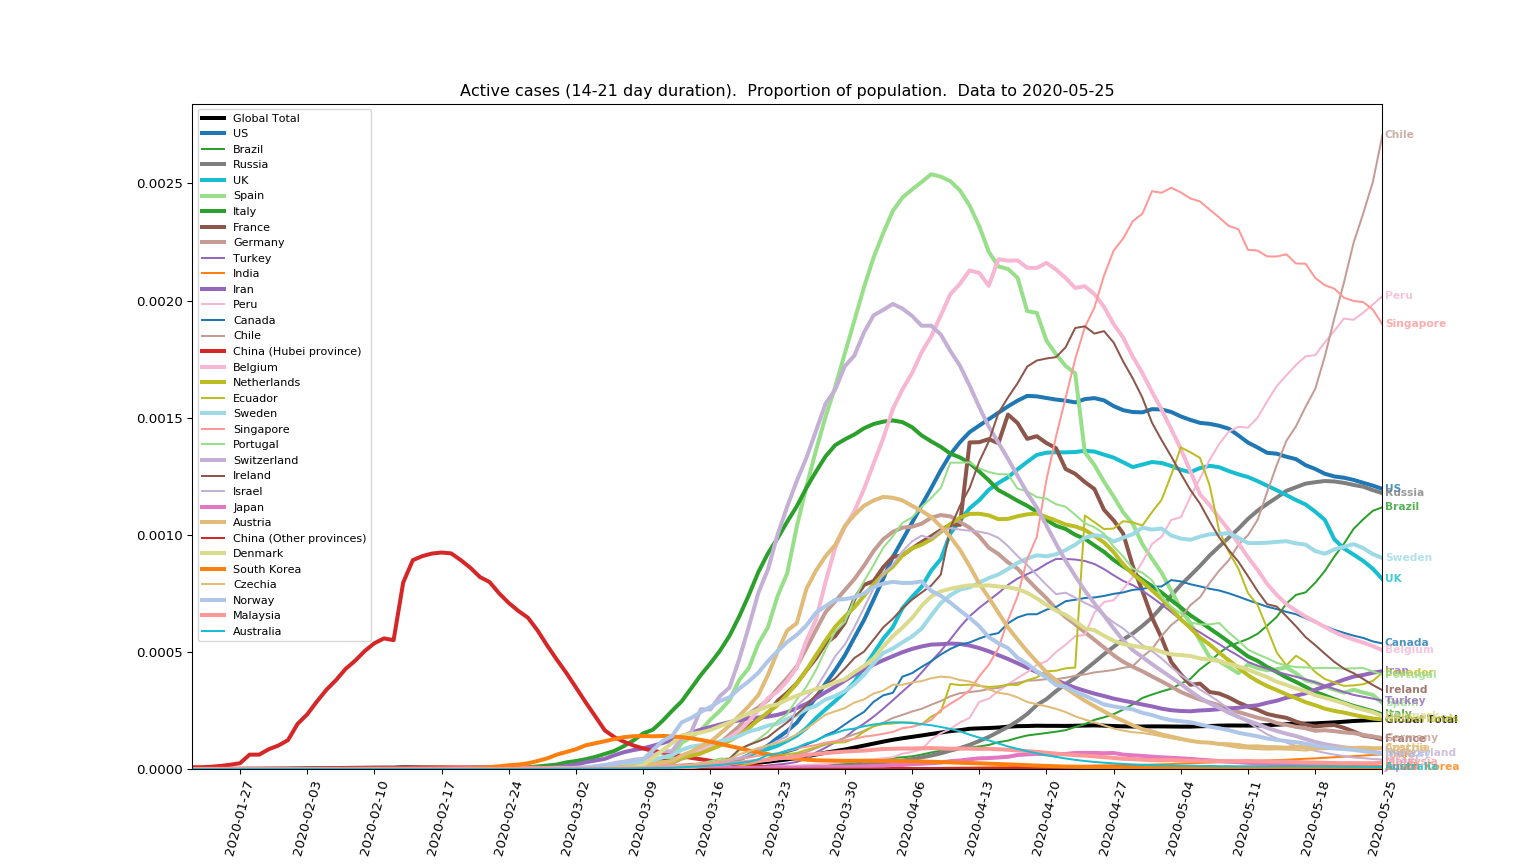 Active cases (14-21 day duration).  Proportion of population.  Data to 2020-05-25
Global Total
US
Brazil
Russia
UK
Spain
Italy
France
Germany
Turkey
India
Iran
Peru
Canada
Chile
China (Hubei province)
Belgium
Netherlands
Ecuador
Sweden
Singapore
Portugal
Switzerland
Ireland
Israel
Japan
Austria
China (Other provinces)
Denmark
South Korea
Czechia
Norway
Malaysia
Australia
0.0025
0.0020
0.0015
0.0010
0.0005
0.0000
Chile
Peru
Singapore
US
Russia
Brazil
Sweden
UK
Canada
Belgium
Iran
Portugal
Ireland
Turkey
Italy
Global Total
Germany
France
Australia
2020-01-27
2020-02-03
2020-02-10
2020-02-17
2020-02-24
2020-03-02
2020-03-09
2020-03-16
2020-03-23
2020-03-30
2020-04-06
2020-04-13
2020-04-20
2020-04-27
2020-05-04
2020-05-11
2020-05-18
2020-05-25